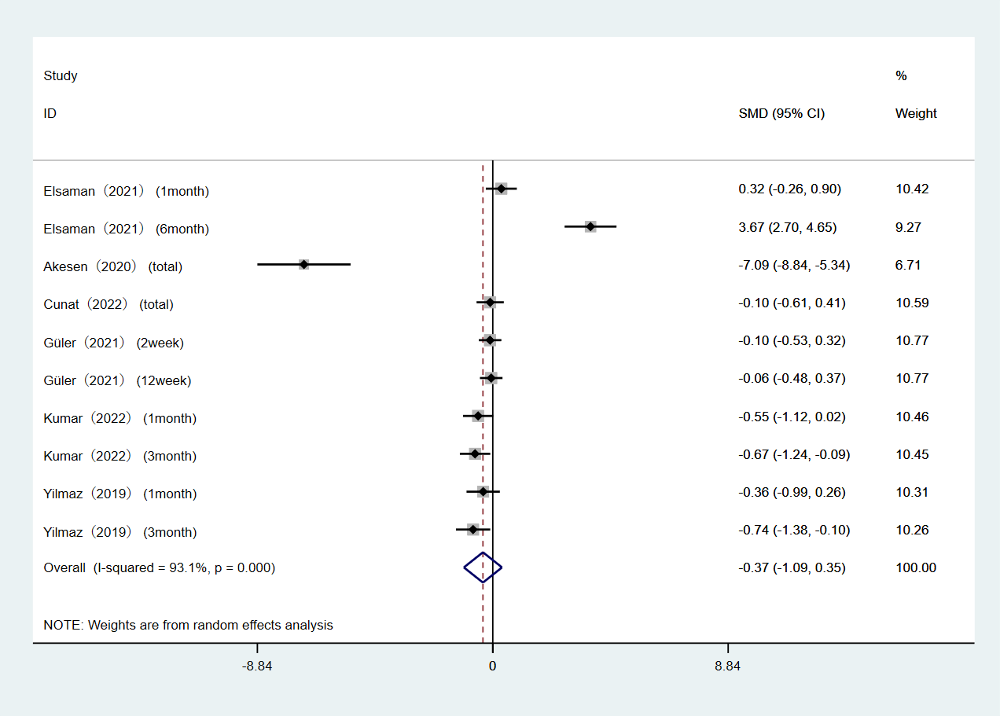 Study %
ID SMD (95% CI) Weight
Elsaman（2021） (1month) 0.32 (-0.26, 0.90) 10.42
Elsaman（2021） (6month) 3.67 (2.70, 4.65) 9.27
Akesen（2020） (total) -7.09 (-8.84, -5.34) 6.71
Cunat（2022） (total) -0.10 (-0.61, 0.41) 10.59
Güler（2021） (2week) -0.10 (-0.53, 0.32) 10.77
Güler（2021） (12week) -0.06 (-0.48, 0.37) 10.77
Kumar（2022） (1month) -0.55 (-1.12, 0.02) 10.46
Kumar（2022） (3month) -0.67 (-1.24, -0.09) 10.45
Yilmaz（2019） (1month) -0.36 (-0.99, 0.26) 10.31
Yilmaz（2019） (3month) -0.74 (-1.38, -0.10) 10.26
Overall (I-squared = 93.1%, p = 0.000) -0.37 (-1.09, 0.35) 100.00
NOTE: Weights are from random effects analysis
-8.84 0 8.84